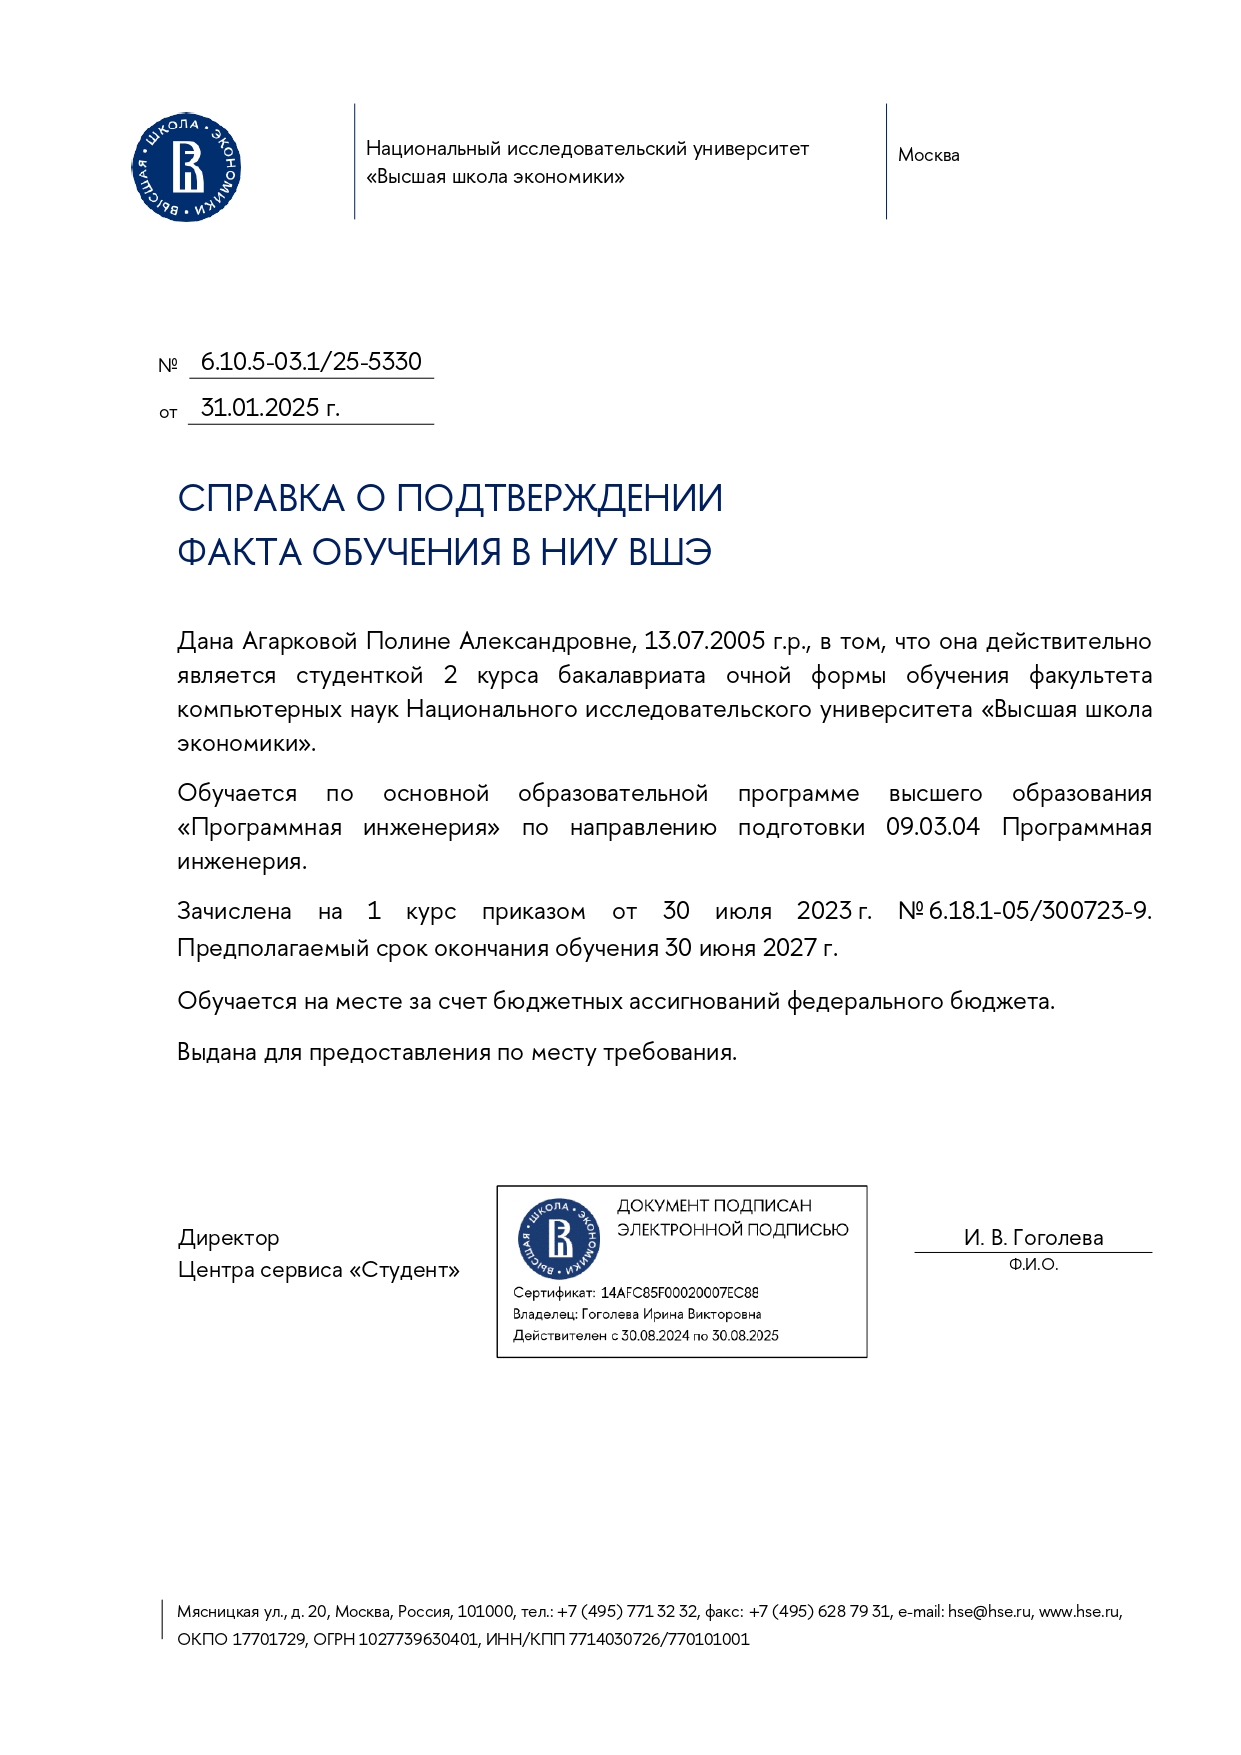 ВЫСШАЯ • ШКОЛА • ЭКОНОМИКИ •
Национальный исследовательский университет
«Высшая школа экономики»
Москва
№ 6.10.5-03.1/25-5330
от 31.01.2025 г.
СПРАВКА О ПОДТВЕРЖДЕНИИ
ФАКТА ОБУЧЕНИЯ В НИУ ВШЭ
Дана Агарковой Полине Александровне, 13.07.2005 г.р., в том, что она действительно
является студенткой 2 курса бакалавриата очной формы обучения факультета
компьютерных наук Национального исследовательского университета «Высшая школа
экономики».
Обучается по основной образовательной программе высшего образования
«Программная инженерия» по направлению подготовки 09.03.04 Программная
инженерия.
Зачислена на 1 курс приказом от 30 июля 2023 г. № 6.18.1-05/300723-9.
Предполагаемый срок окончания обучения 30 июня 2027 г.
Обучается на месте за счет бюджетных ассигнований федерального бюджета.
Выдана для предоставления по месту требования.
Директор
Центра сервиса «Студент»
ВЫСШАЯ • ШКОЛА • ЭКОНОМИКИ •
ДОКУМЕНТ ПОДПИСАН
ЭЛЕКТРОННОЙ ПОДПИСЬЮ
Сертификат: 14AFC85F00020007EC88
Владелец: Гоголева Ирина Викторовна
Действителен с 30.08.2024 по 30.08.2025
И. В. Гоголева
Ф.И.О.
Мясницкая ул., д. 20, Москва, Россия, 101000, тел.: +7 (495) 771 32 32, факс: +7 (495) 628 79 31, e-mail: hse@hse.ru, www.hse.ru,
ОКПО 17701729, ОГРН 1027739630401, ИНН/КПП 7714030726/770101001